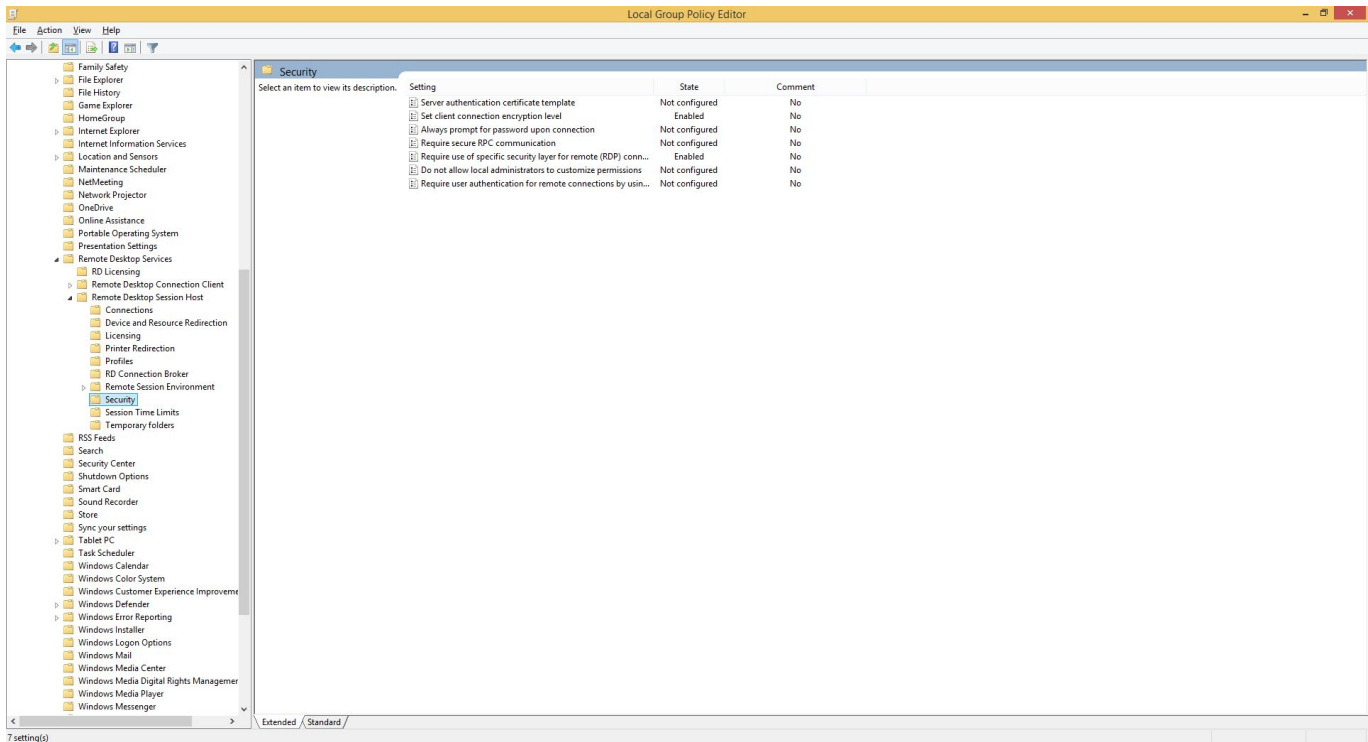 Local Group Policy Editor
File Action View Help
Family Safety
File Explorer
File History
Game Explorer
HomeGroup
Internet Explorer
Internet Information Services
Location and Sensors
Maintenance Scheduler
NetMeeting
Network Projector
OneDrive
Online Assistance
Portable Operating System
Presentation Settings
Remote Desktop Services
RD Licensing
Remote Desktop Connection Client
Remote Desktop Session Host
Connections
Device and Resource Redirection
Licensing
Printer Redirection
Profiles
RD Connection Broker
Remote Session Environment
Security
Session Time Limits
Temporary folders
RSS Feeds
Search
Security Center
Shutdown Options
Smart Card
Sound Recorder
Store
Sync your settings
Tablet PC
Task Scheduler
Windows Calendar
Windows Color System
Windows Customer Experience Improveme
Windows Defender
Windows Error Reporting
Windows Installer
Windows Logon Options
Windows Mail
Windows Media Center
Windows Media Digital Rights Managemer
Windows Media Player
Windows Messenger
Security
Select an item to view its description.
Setting State Comment
Server authentication certificate template Not configured No
Set client connection encryption level Enabled No
Always prompt for password upon connection Not configured No
Require secure RPC communication Not configured No
Require use of specific security layer for remote (RDP) conn... Enabled No
Do not allow local administrators to customize permissions Not configured No
Require user authentication for remote connections by usin... Not configured No
Extended Standard
7 setting(s)